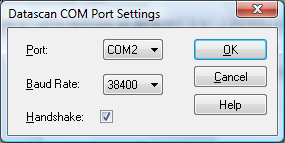 Datascan COM Port Settings
Port: COM2 OK
Baud Rate: 38400 Cancel
Handshake: Help